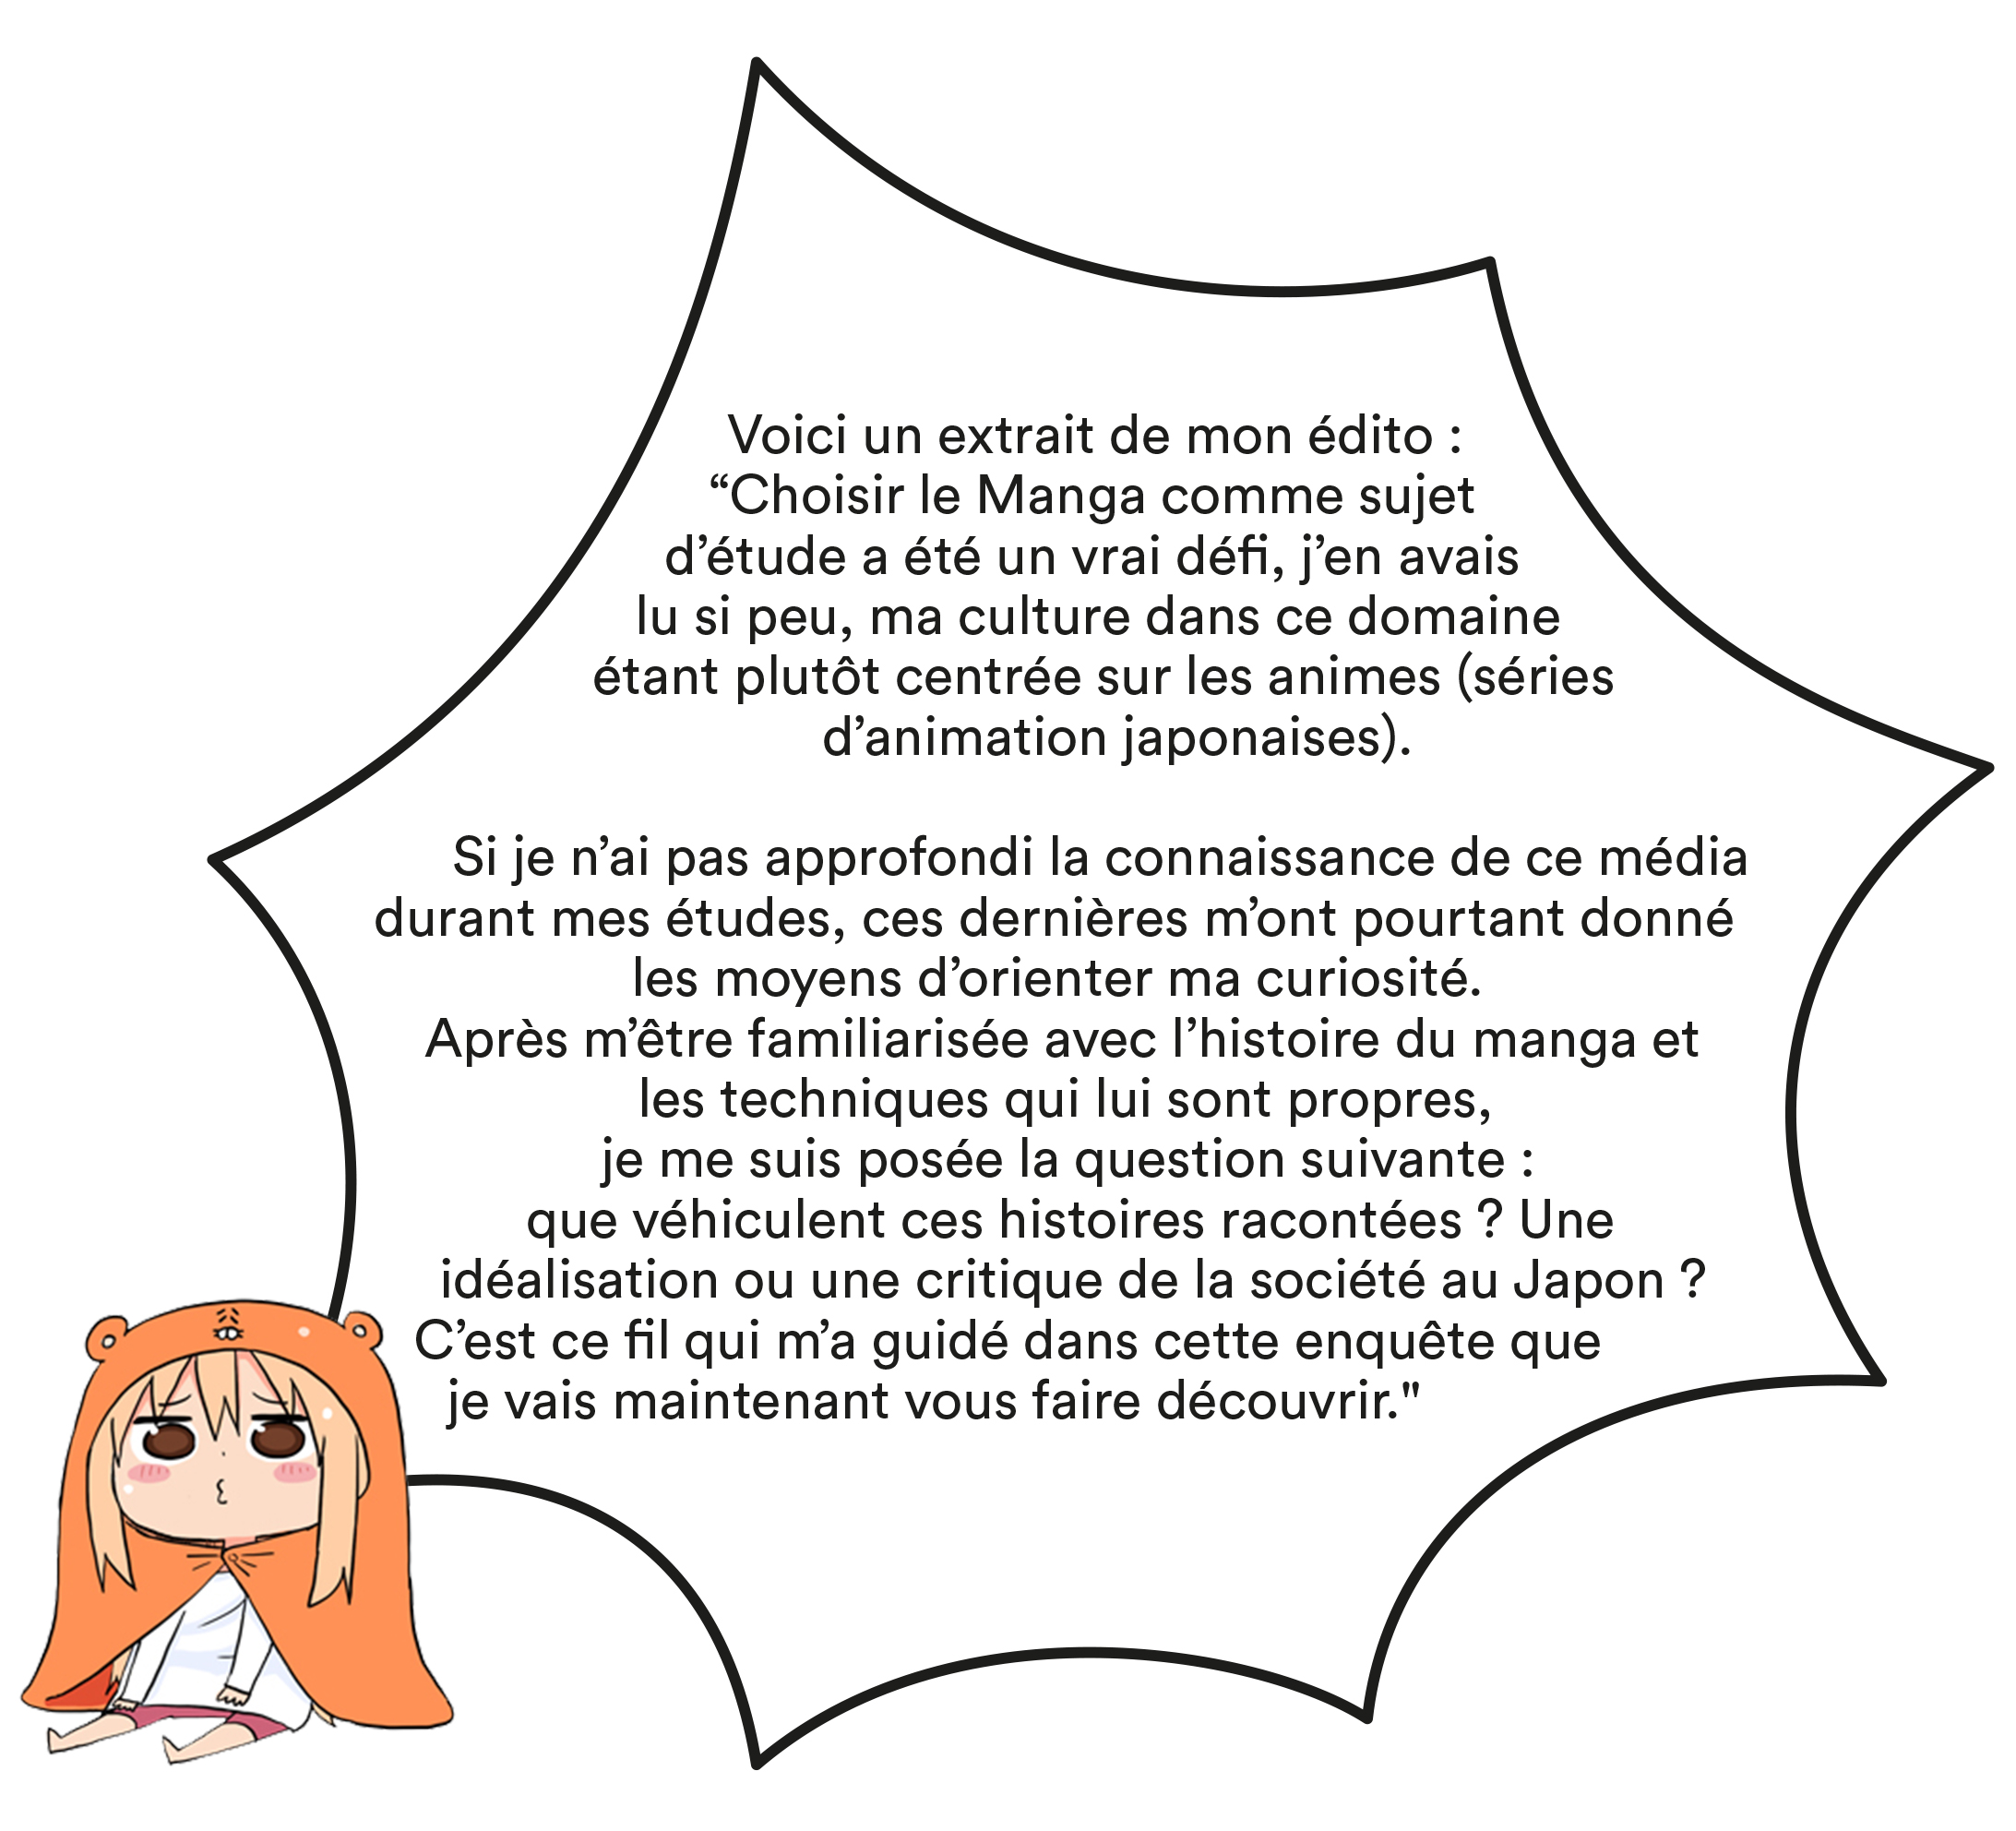 Voici un extrait de mon édito :
“Choisir le Manga comme sujet
d’étude a été un vrai défi, j’en avais
lu si peu, ma culture dans ce domaine
étant plutôt centrée sur les animes (séries
d’animation japonaises).
Si je n’ai pas approfondi la connaissance de ce média
durant mes études, ces dernières m’ont pourtant donné
les moyens d’orienter ma curiosité.
Après m’être familiarisée avec l’histoire du manga et
les techniques qui lui sont propres,
je me suis posée la question suivante :
que véhiculent ces histoires racontées ? Une
idéalisation ou une critique de la société au Japon ?
C’est ce fil qui m’a guidé dans cette enquête que
je vais maintenant vous faire découvrir."